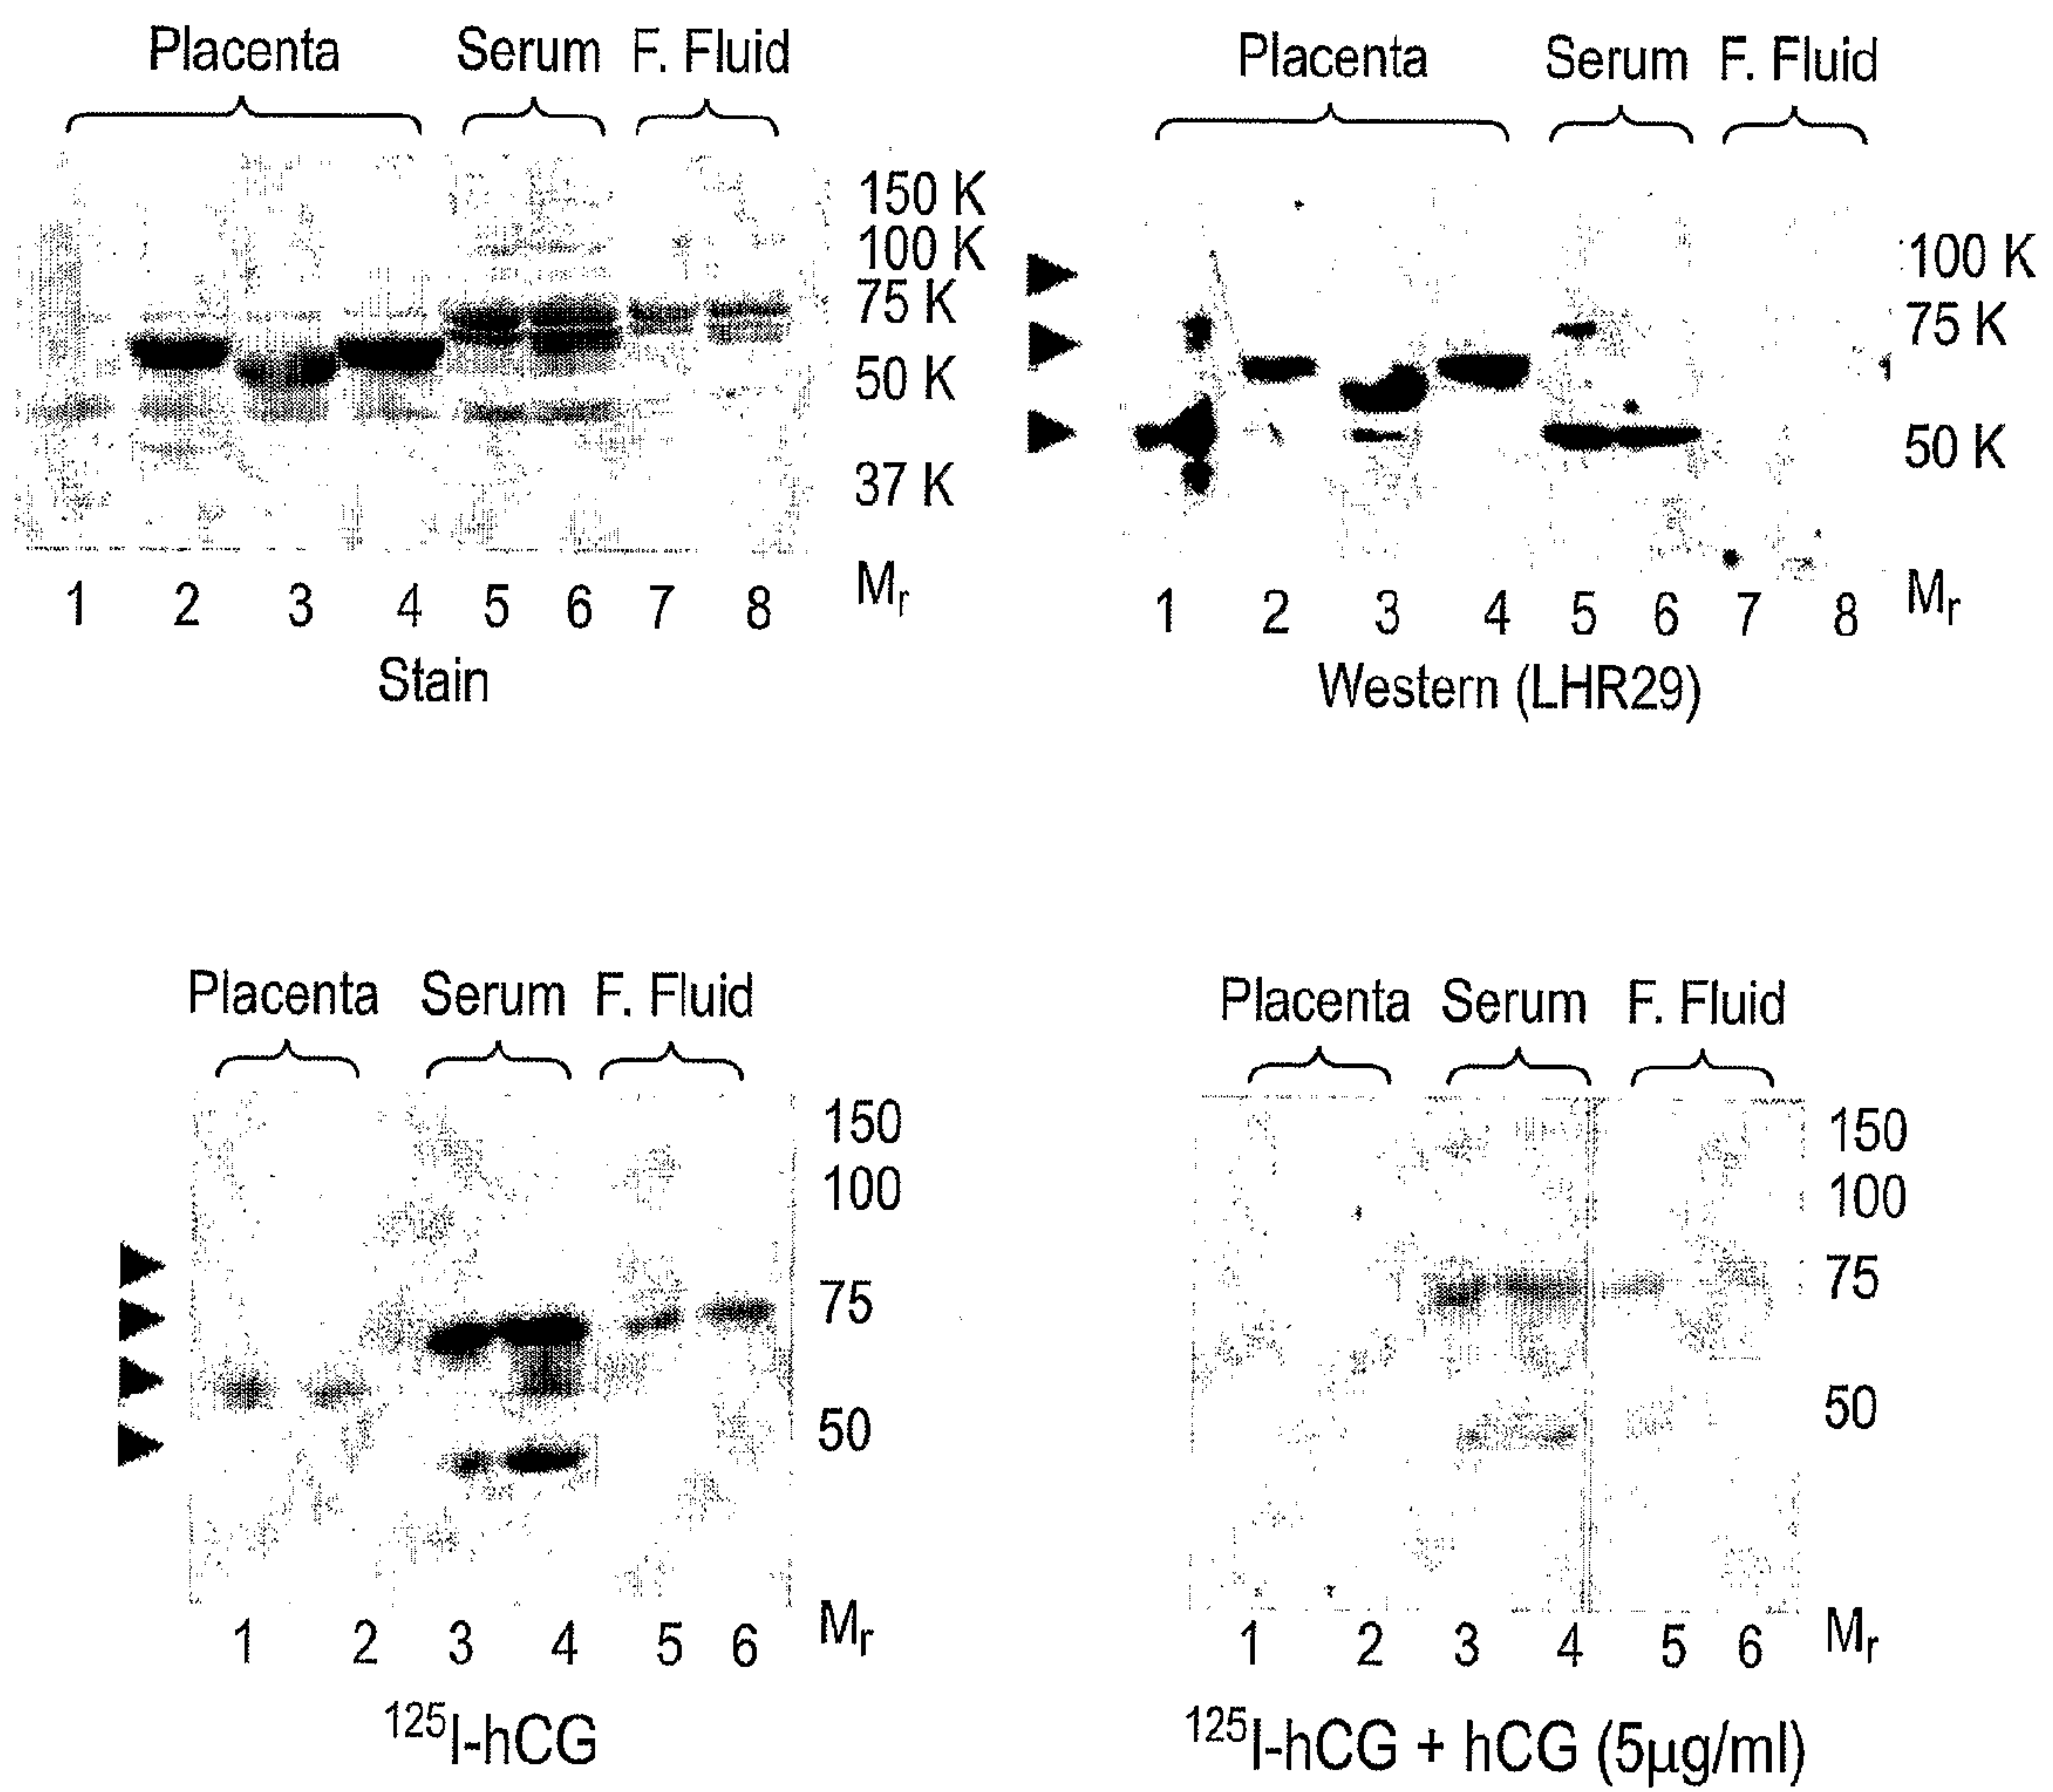 Placenta Serum F. Fluid
150 K
100 K
75 K
50 K
37 K
1 2 3 4 5 6 7 8 Mr
Stain
Placenta Serum F. Fluid
100 K
75 K
50 K
1 2 3 4 5 6 7 8 Mr
Western (LHR29)
Placenta Serum F. Fluid
150
100
75
50
1 2 3 4 5 6 Mr
¹²⁵I-hCG
Placenta Serum F. Fluid
150
100
75
50
1 2 3 4 5 6 Mr
¹²⁵I-hCG + hCG (5µg/ml)